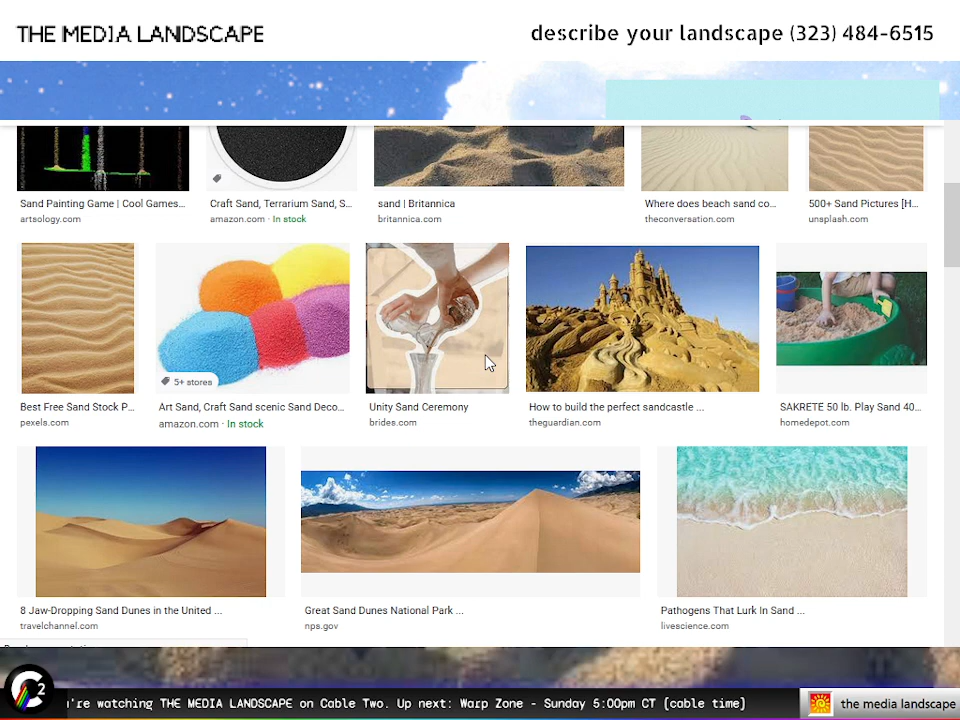 THE MEDIA LANDSCAPE
describe your landscape (323) 484-6515
Sand Painting Game | Cool Games...
artsology.com
Craft Sand, Terrarium Sand, S...
amazon.com · In stock
sand | Britannica
britannica.com
Where does beach sand co...
theconversation.com
500+ Sand Pictures [H...
unsplash.com
5+ stores
Best Free Sand Stock P...
pexels.com
Art Sand, Craft Sand scenic Sand Deco...
amazon.com · In stock
Unity Sand Ceremony
brides.com
How to build the perfect sandcastle ...
theguardian.com
SAKRETE 50 lb. Play Sand 40...
homedepot.com
8 Jaw-Dropping Sand Dunes in the United ...
travelchannel.com
Great Sand Dunes National Park ...
nps.gov
Pathogens That Lurk In Sand ...
livescience.com
C2
're watching THE MEDIA LANDSCAPE on Cable Two. Up next: Warp Zone - Sunday 5:00pm CT (cable time)
the media landscape